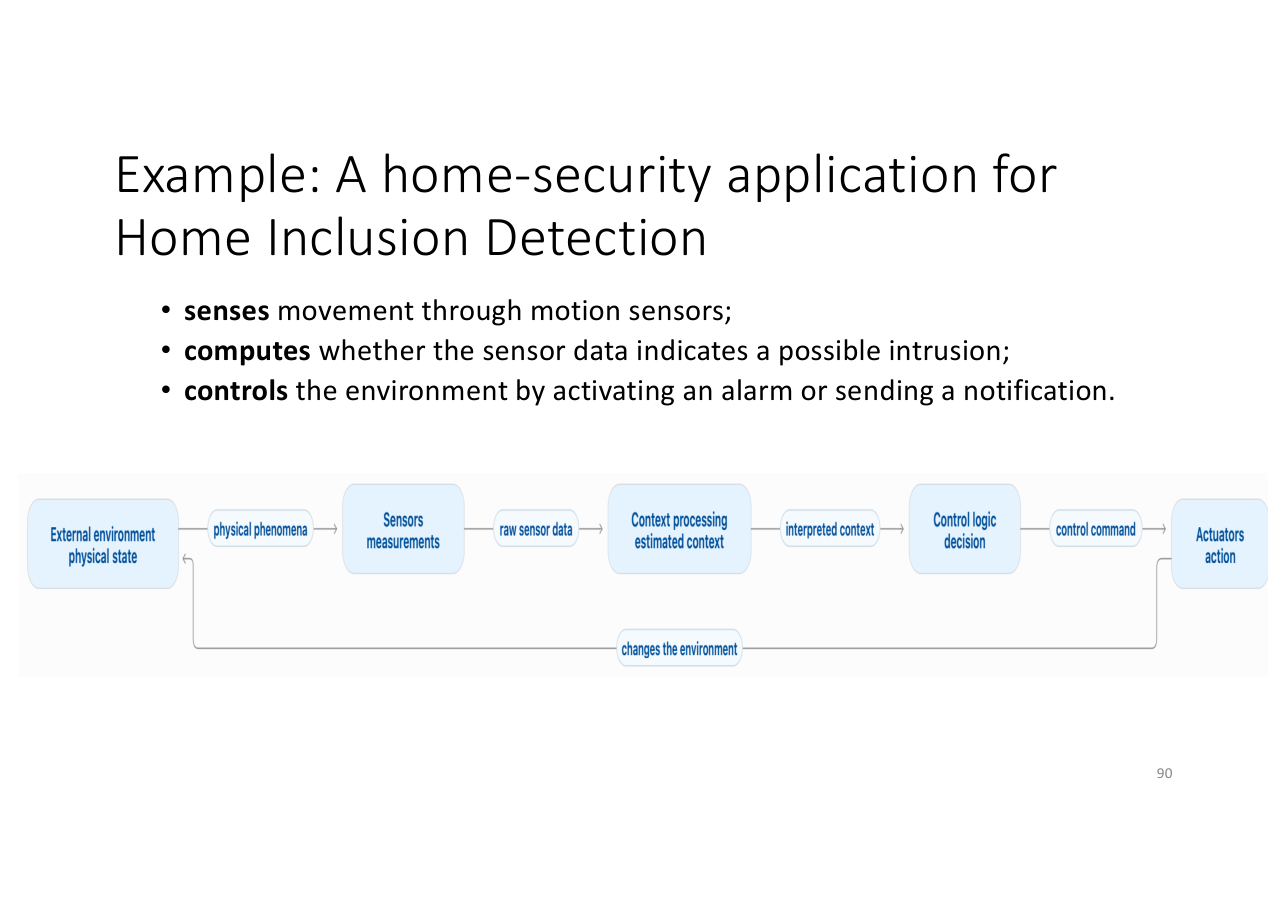 Example: A home-security application for
Home Inclusion Detection
• senses movement through motion sensors;
• computes whether the sensor data indicates a possible intrusion;
• controls the environment by activating an alarm or sending a notification.
External environment
physical state
physical phenomena
Sensors
measurements
raw sensor data
Context processing
estimated context
interpreted context
Control logic
decision
control command
Actuators
action
changes the environment
90